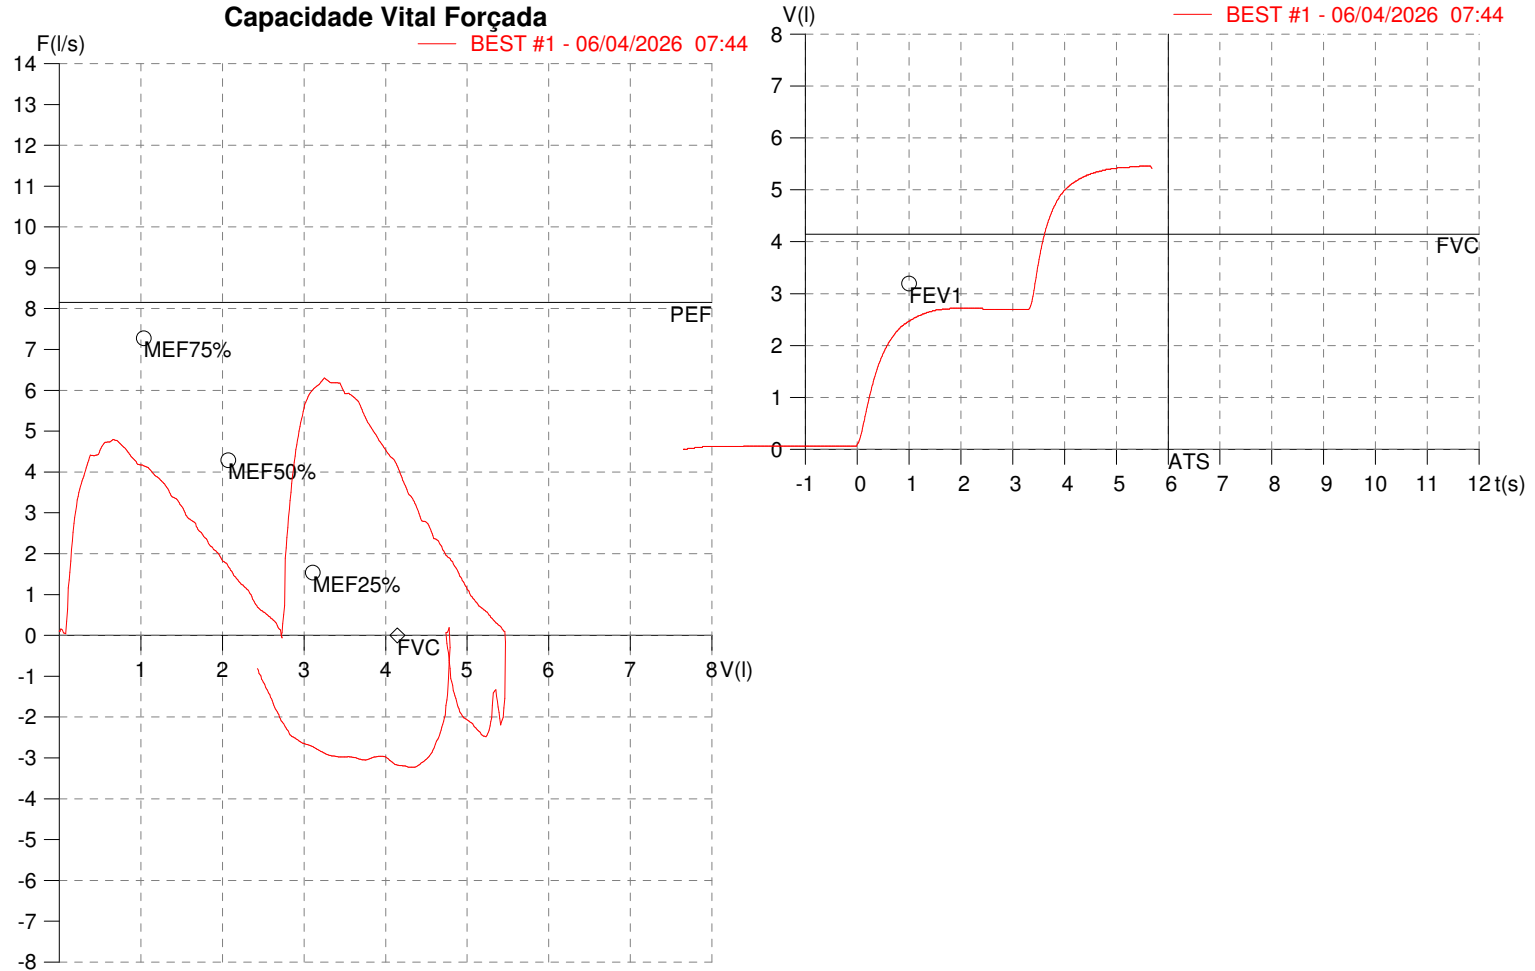 Capacidade Vital Forçada
F(l/s)
BEST #1 - 06/04/2026  07:44
14
13
12
11
10
9
8
7
6
5
4
3
2
1
0
-1
-2
-3
-4
-5
-6
-7
-8
PEF
MEF75%
MEF50%
MEF25%
FVC
1 2 3 4 5 6 7 8 V(l)
V(l)
BEST #1 - 06/04/2026  07:44
8
7
6
5
4
3
2
1
0
FVC
FEV1
ATS
-1 0 1 2 3 4 5 6 7 8 9 10 11 12 t(s)